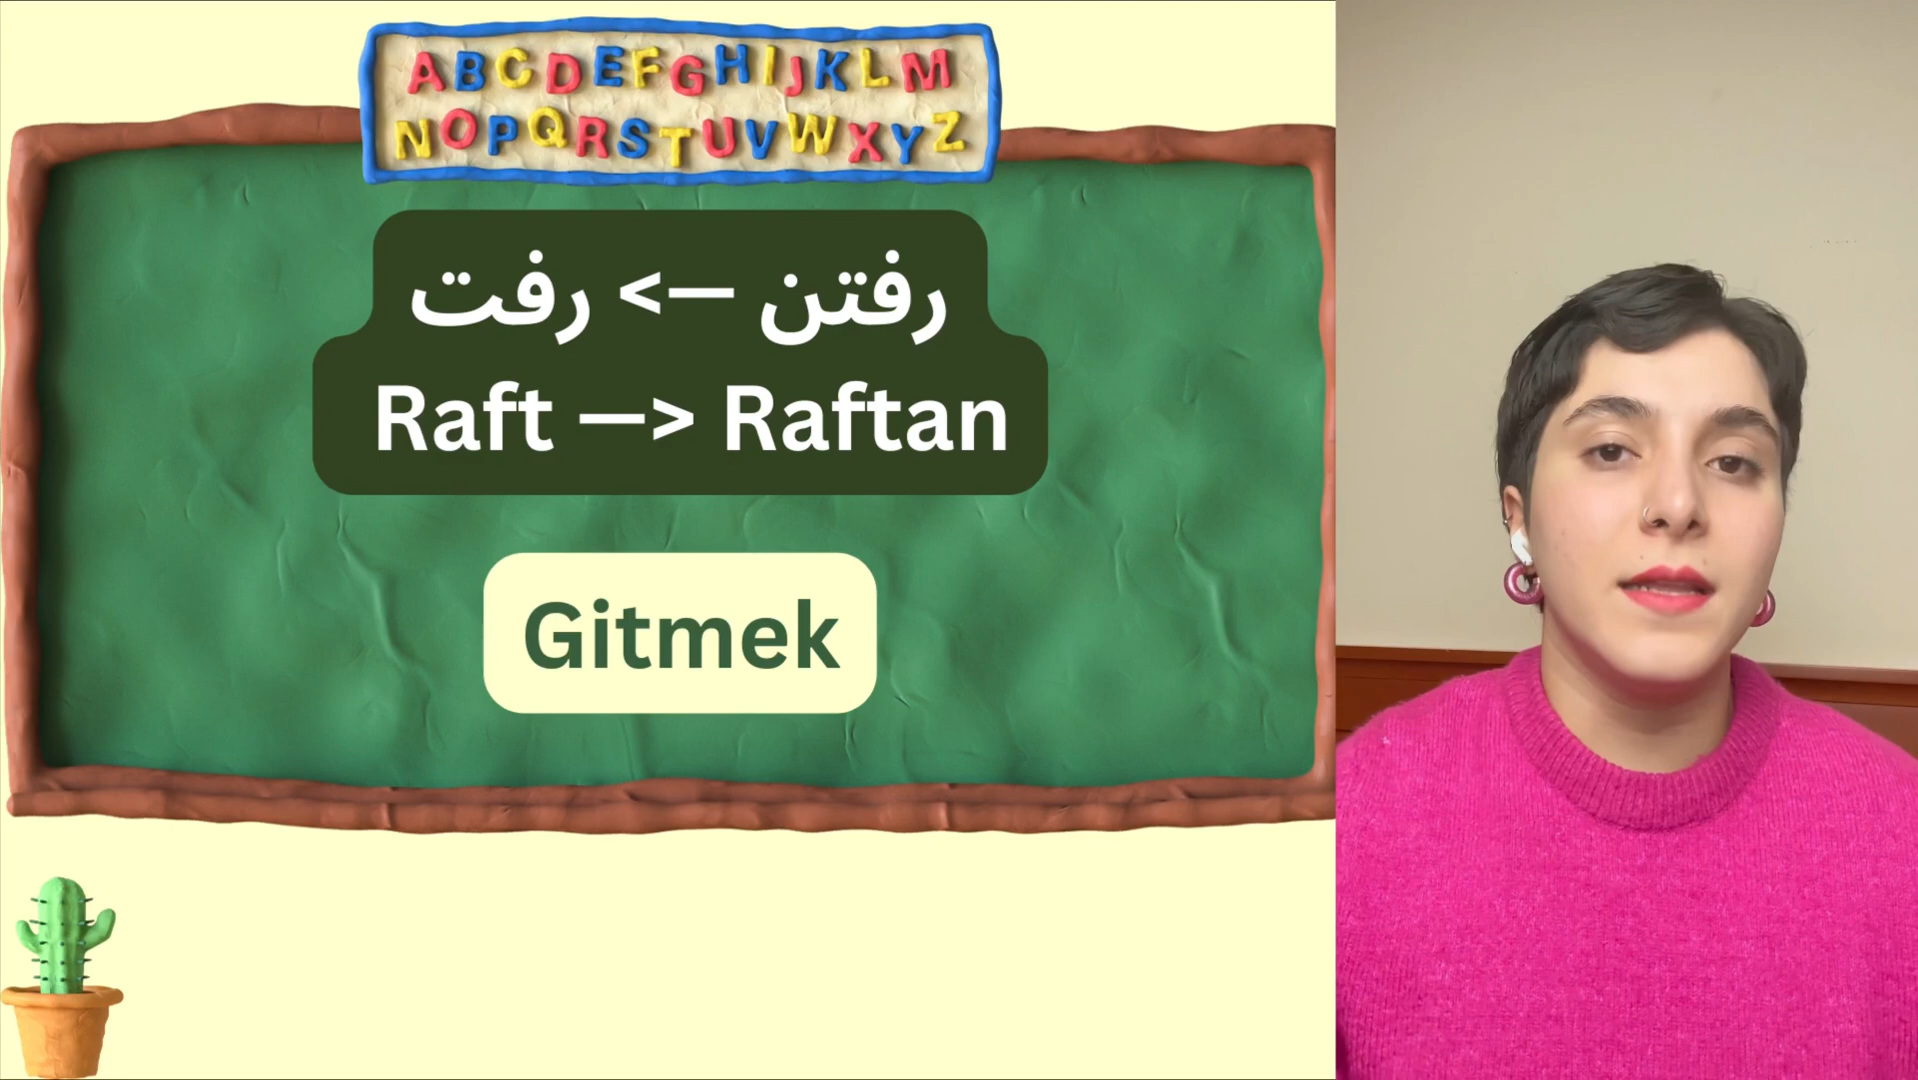 ABCDEFGHIJKLM
NOPQRSTUVWXYZ
رفتن —> رفت
Raft —> Raftan
Gitmek